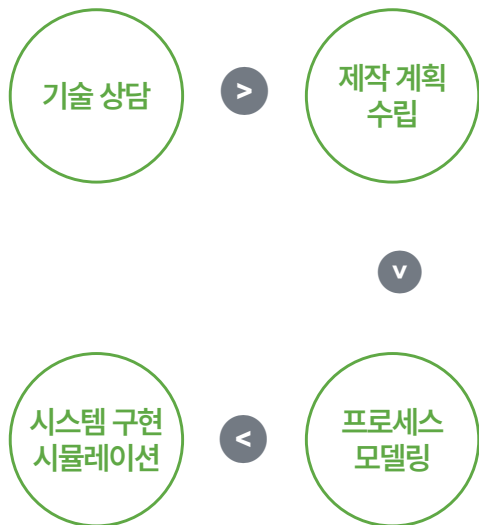 기술 상담
>
제작 계획
수립
v
프로세스
모델링
<
시스템 구현
시뮬레이션